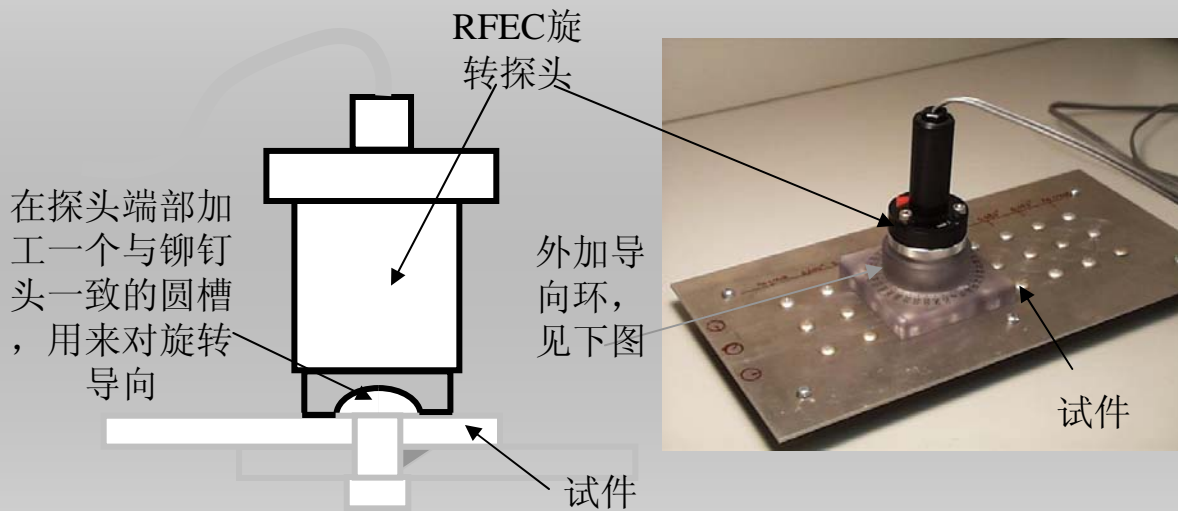 RFEC旋
转探头
在探头端部加
工一个与铆钉
头一致的圆槽
，用来对旋转
导向
外加导
向环，
见下图
试件
试件